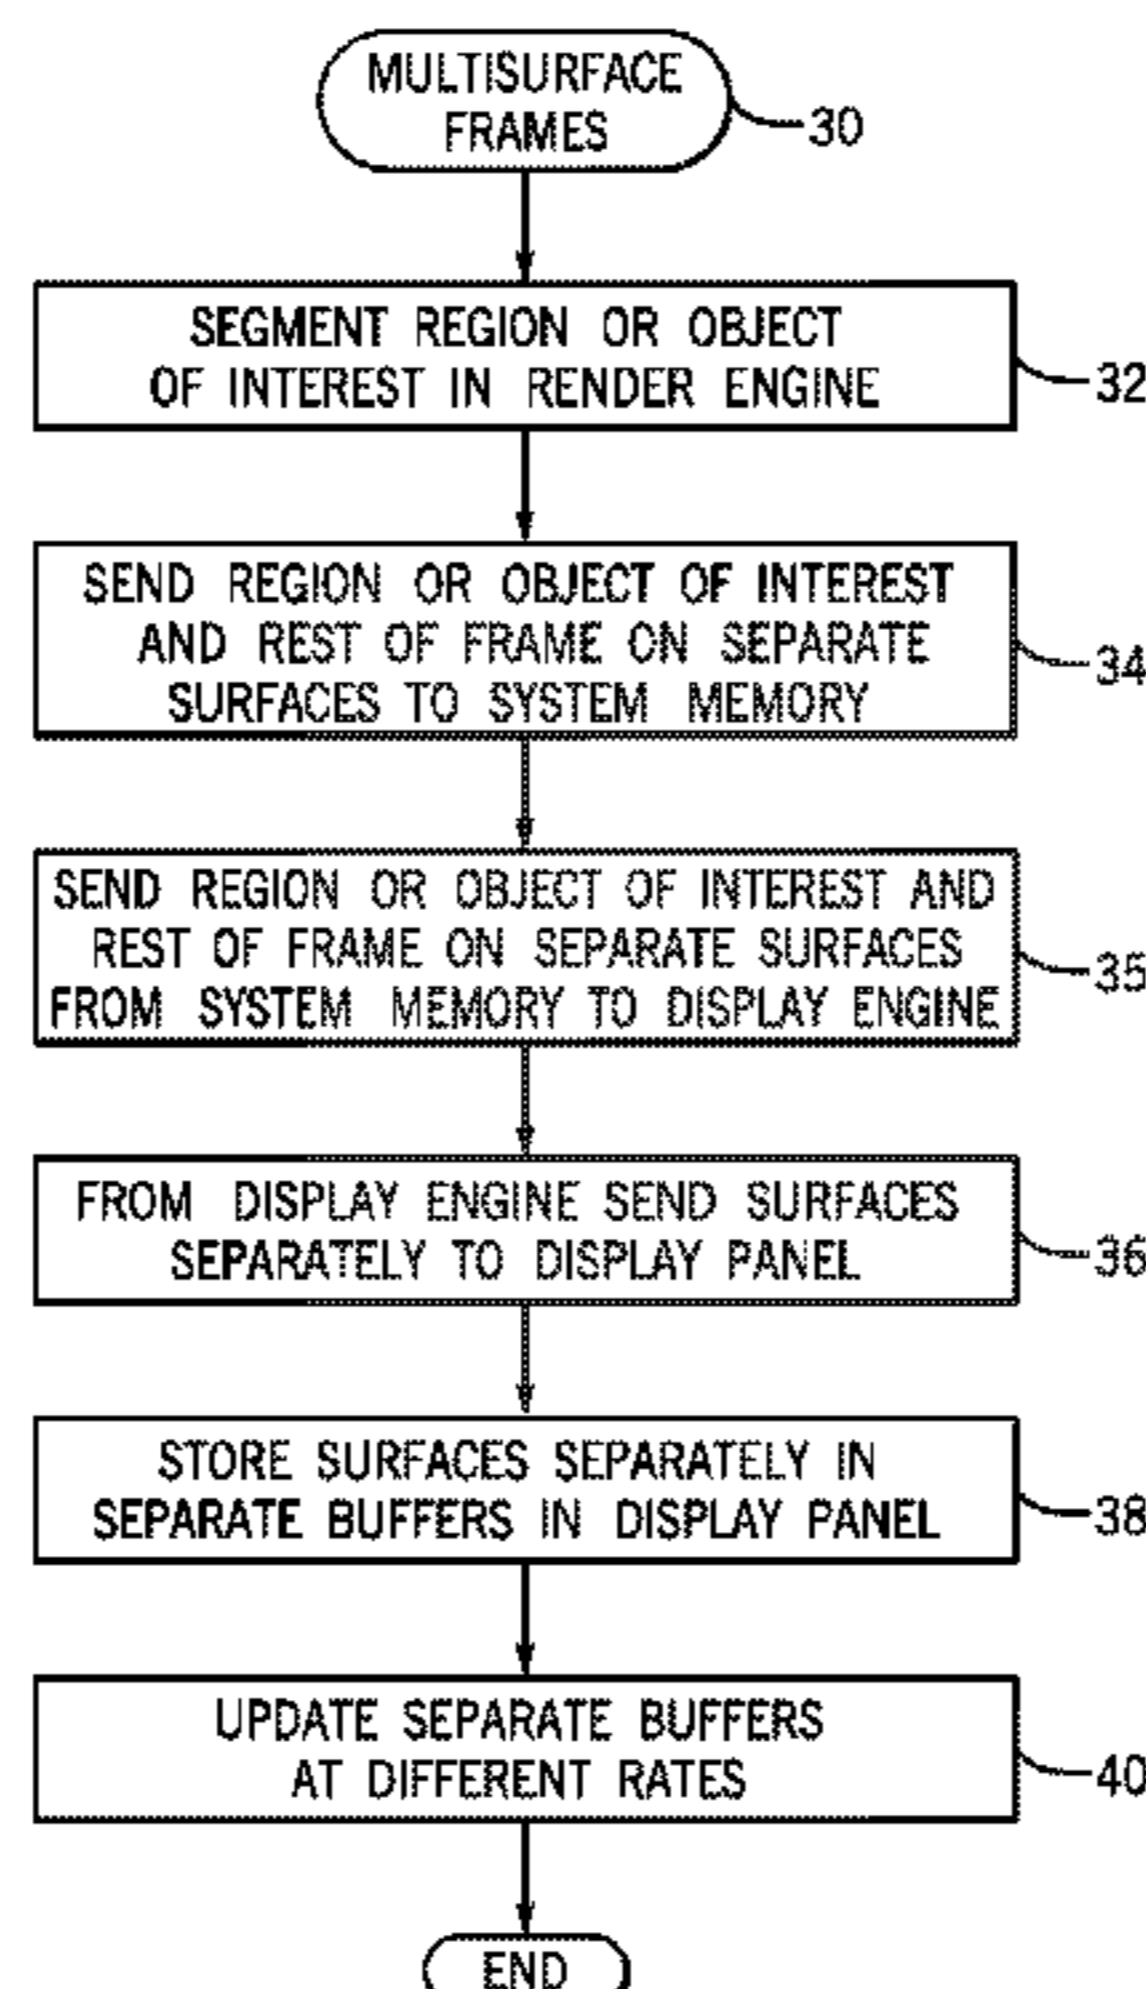 MULTISURFACE
FRAMES
30
SEGMENT REGION OR OBJECT
OF INTEREST IN RENDER ENGINE
32
SEND REGION OR OBJECT OF INTEREST
AND REST OF FRAME ON SEPARATE
SURFACES TO SYSTEM MEMORY
34
SEND REGION OR OBJECT OF INTEREST AND
REST OF FRAME ON SEPARATE SURFACES
FROM SYSTEM MEMORY TO DISPLAY ENGINE
35
FROM DISPLAY ENGINE SEND SURFACES
SEPARATELY TO DISPLAY PANEL
36
STORE SURFACES SEPARATELY IN
SEPARATE BUFFERS IN DISPLAY PANEL
38
UPDATE SEPARATE BUFFERS
AT DIFFERENT RATES
40
END